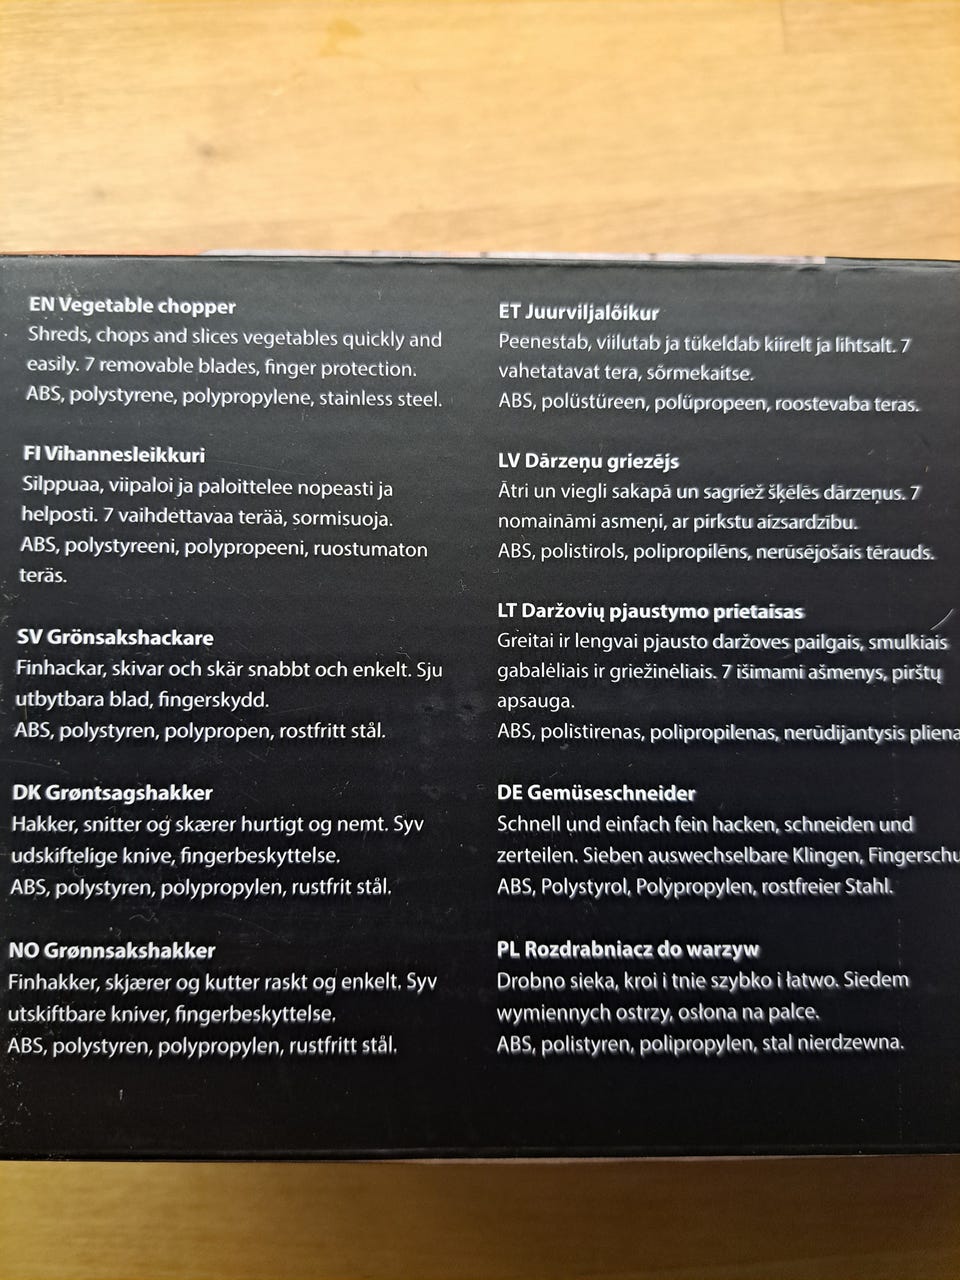 EN Vegetable chopper
Shreds, chops and slices vegetables quickly and
easily. 7 removable blades, finger protection.
ABS, polystyrene, polypropylene, stainless steel.
FI Vihannesleikkuri
Silppuaa, viipaloi ja paloittelee nopeasti ja
helposti. 7 vaihdettavaa terää, sormisuoja.
ABS, polystyreeni, polypropeeni, ruostumaton
teräs.
SV Grönsakshackare
Finhackar, skivar och skär snabbt och enkelt. Sju
utbytbara blad, fingerskydd.
ABS, polystyren, polypropen, rostfritt stål.
DK Grøntsagshakker
Hakker, snitter og skærer hurtigt og nemt. Syv
udskiftelige knive, fingerbeskyttelse.
ABS, polystyren, polypropylen, rustfrit stål.
NO Grønnsakshakker
Finhakker, skjærer og kutter raskt og enkelt. Syv
utskiftbare kniver, fingerbeskyttelse.
ABS, polystyren, polypropylen, rustfritt stål.
ET Juurviljalõikur
Peenestab, viilutab ja tükeldab kiirelt ja lihtsalt. 7
vahetatavat tera, sõrmekaitse.
ABS, polüstüreen, polüpropeen, roostevaba teras.
LV Dārzeņu griezējs
Ātri un viegli sakapā un sagriež šķēlēs dārzeņus. 7
nomaināmi asmeņi, ar pirkstu aizsardzību.
ABS, polistirols, polipropilēns, nerūsējošais tērauds.
LT Daržovių pjaustymo prietaisas
Greitai ir lengvai pjausto daržoves pailgais, smulkiais
gabalėliais ir griežinėliais. 7 išimami ašmenys, pirštų
apsauga.
ABS, polistirenas, polipropilenas, nerūdijantysis pliena
DE Gemüseschneider
Schnell und einfach fein hacken, schneiden und
zerteilen. Sieben auswechselbare Klingen, Fingerschu
ABS, Polystyrol, Polypropylen, rostfreier Stahl.
PL Rozdrabniacz do warzyw
Drobno sieka, kroi i tnie szybko i łatwo. Siedem
wymiennych ostrzy, osłona na palce.
ABS, polistyren, polipropylen, stal nierdzewna.